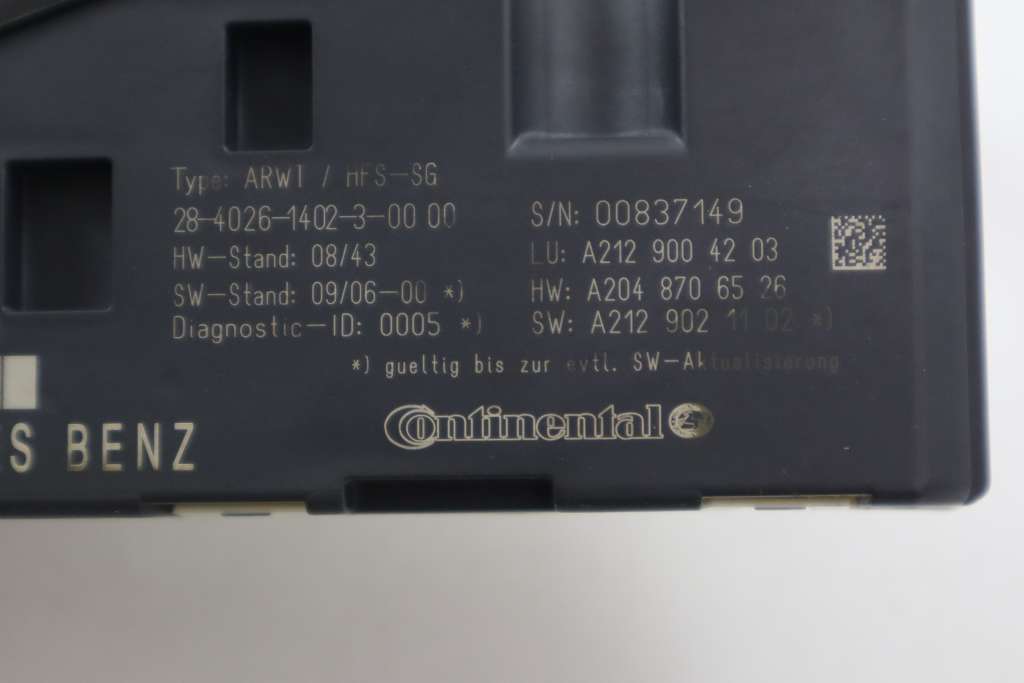 Type: ARWT / HFS-SG
28-4026-1402-3-00 00
HW-Stand: 08/43
SW-Stand: 09/06-00 *)
Diagnostic-ID: 0005 *)
S/N: 00837149
LU: A212 900 42 03
HW: A204 870 65 26
SW: A212 902 11 02 *)
*) gueltig bis zur evtl. SW-Aktualisierung
ES BENZ
Continental